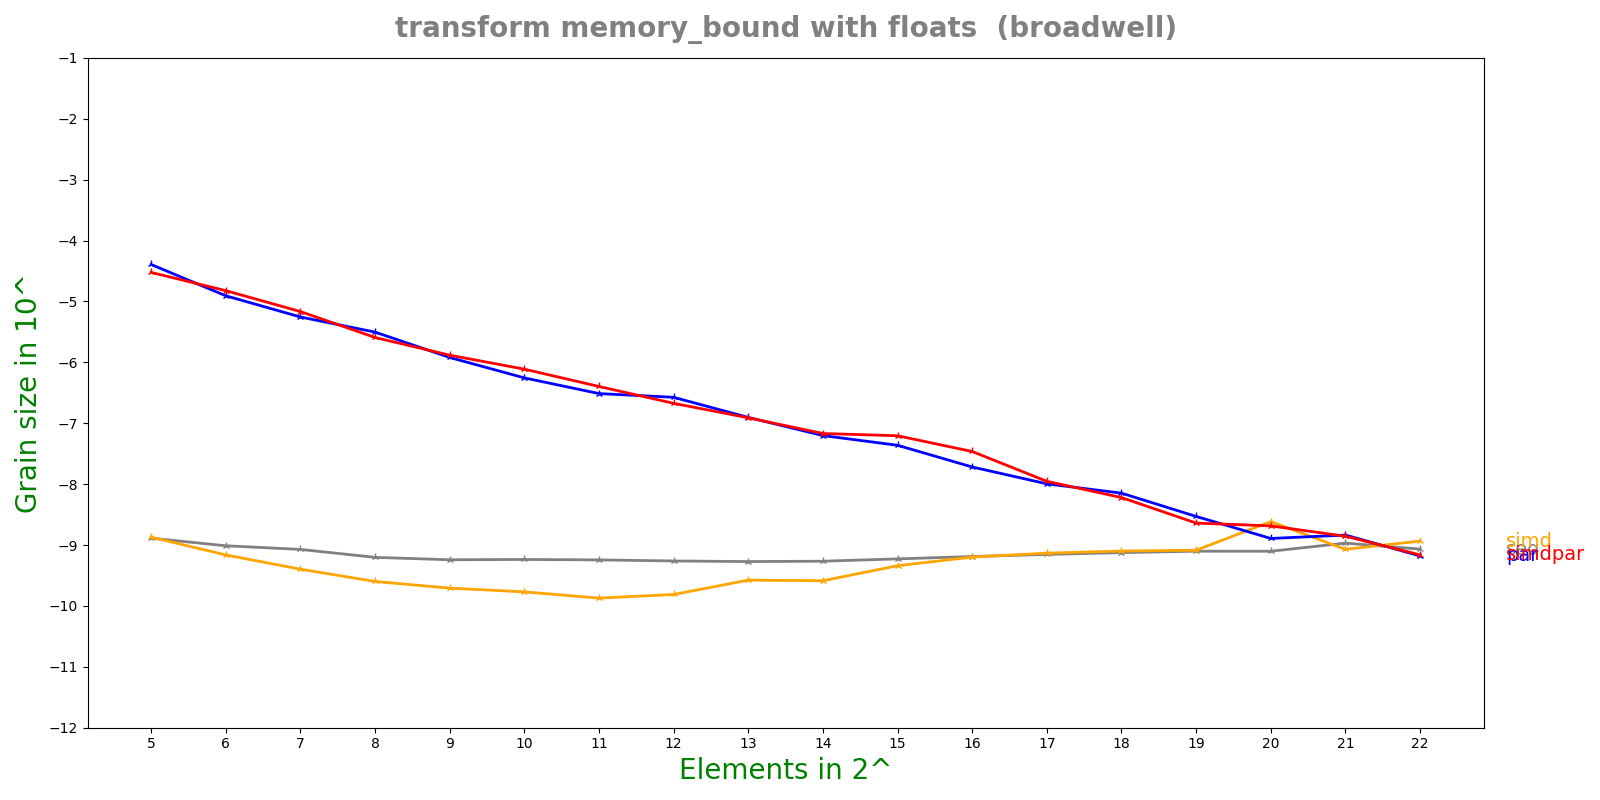 transform memory_bound with floats (broadwell)
Grain size in 10^
−1
−2
−3
−4
−5
−6
−7
−8
−9
−10
−11
−12
5 6 7 8 9 10 11 12 13 14 15 16 17 18 19 20 21 22
Elements in 2^
simd
par